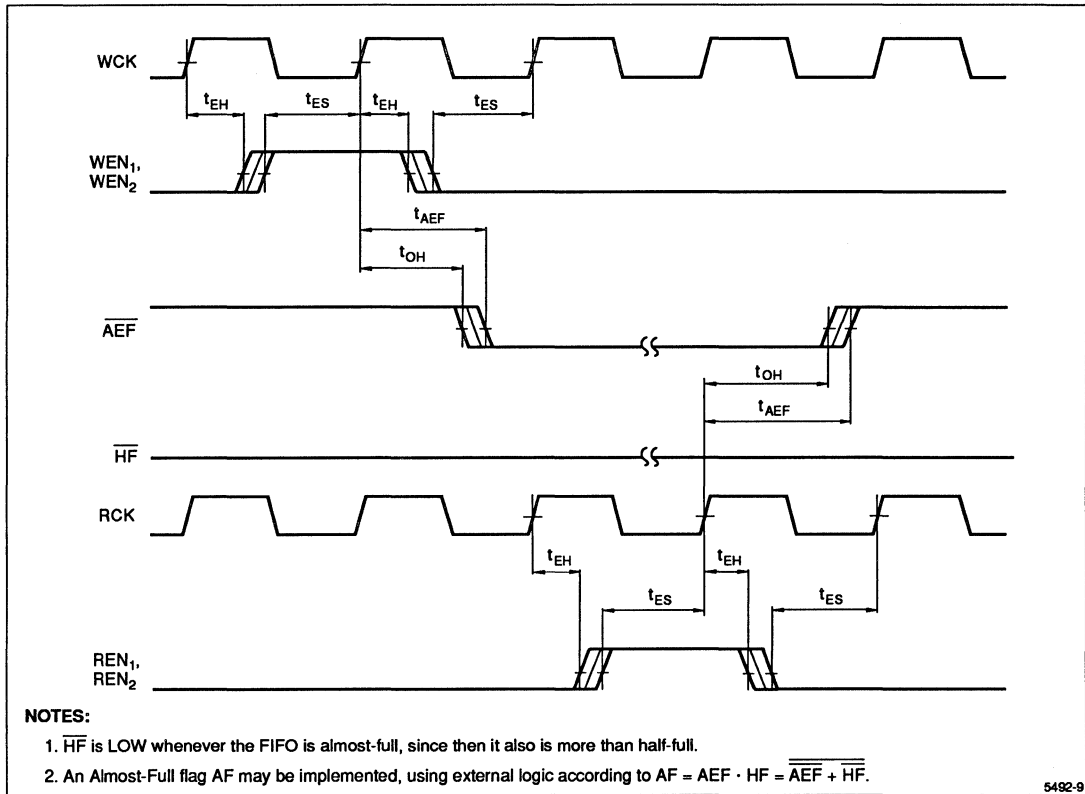 WCK
tEH
tES
tEH
tES
WEN1,
WEN2
tAEF
tOH
A̅E̅F̅
tOH
tAEF
H̅F̅
RCK
tEH
tEH
tES
tES
REN1,
REN2
NOTES:
1. H̅F̅ is LOW whenever the FIFO is almost-full, since then it also is more than half-full.
2. An Almost-Full flag AF may be implemented, using external logic according to AF = AEF · HF = \overline{\overline{AEF} + \overline{HF}}.
5492-9